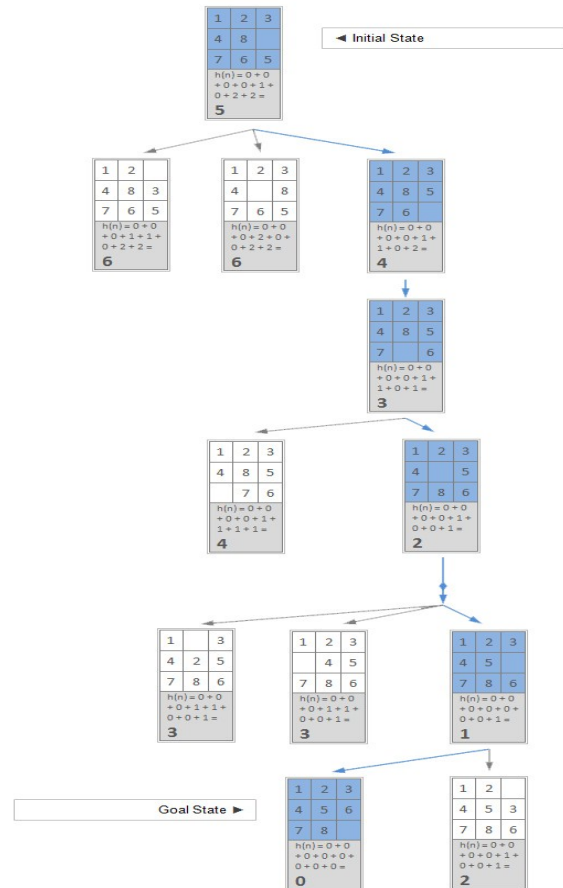 1 2 3
4 8
7 6 5
h(n) = 0 + 0
+ 0 + 0 + 1 +
0 + 2 + 2 =
5
◄ Initial State
1 2
4 8 3
7 6 5
h(n) = 0 + 0
+ 0 + 1 + 1 +
0 + 2 + 2 =
6
1 2 3
4 8
7 6 5
h(n) = 0 + 0
+ 0 + 2 + 0 +
0 + 2 + 2 =
6
1 2 3
4 8 5
7 6
h(n) = 0 + 0
+ 0 + 0 + 1 +
1 + 0 + 2 =
4
1 2 3
4 8 5
7 6
h(n) = 0 + 0
+ 0 + 0 + 1 +
1 + 0 + 1 =
3
1 2 3
4 8 5
7 6
h(n) = 0 + 0
+ 0 + 0 + 1 +
1 + 1 + 1 =
4
1 2 3
4 5
7 8 6
h(n) = 0 + 0
+ 0 + 0 + 1 +
0 + 0 + 1 =
2
1 3
4 2 5
7 8 6
h(n) = 0 + 0
+ 0 + 1 + 1 +
0 + 0 + 1 =
3
1 2 3
4 5
7 8 6
h(n) = 0 + 0
+ 0 + 1 + 1 +
0 + 0 + 1 =
3
1 2 3
4 5
7 8 6
h(n) = 0 + 0
+ 0 + 0 + 0 +
0 + 0 + 1 =
1
Goal State ►
1 2 3
4 5 6
7 8
h(n) = 0 + 0
+ 0 + 0 + 0 +
0 + 0 + 0 =
0
1 2
4 5 3
7 8 6
h(n) = 0 + 0
+ 0 + 0 + 1 +
0 + 0 + 1 =
2